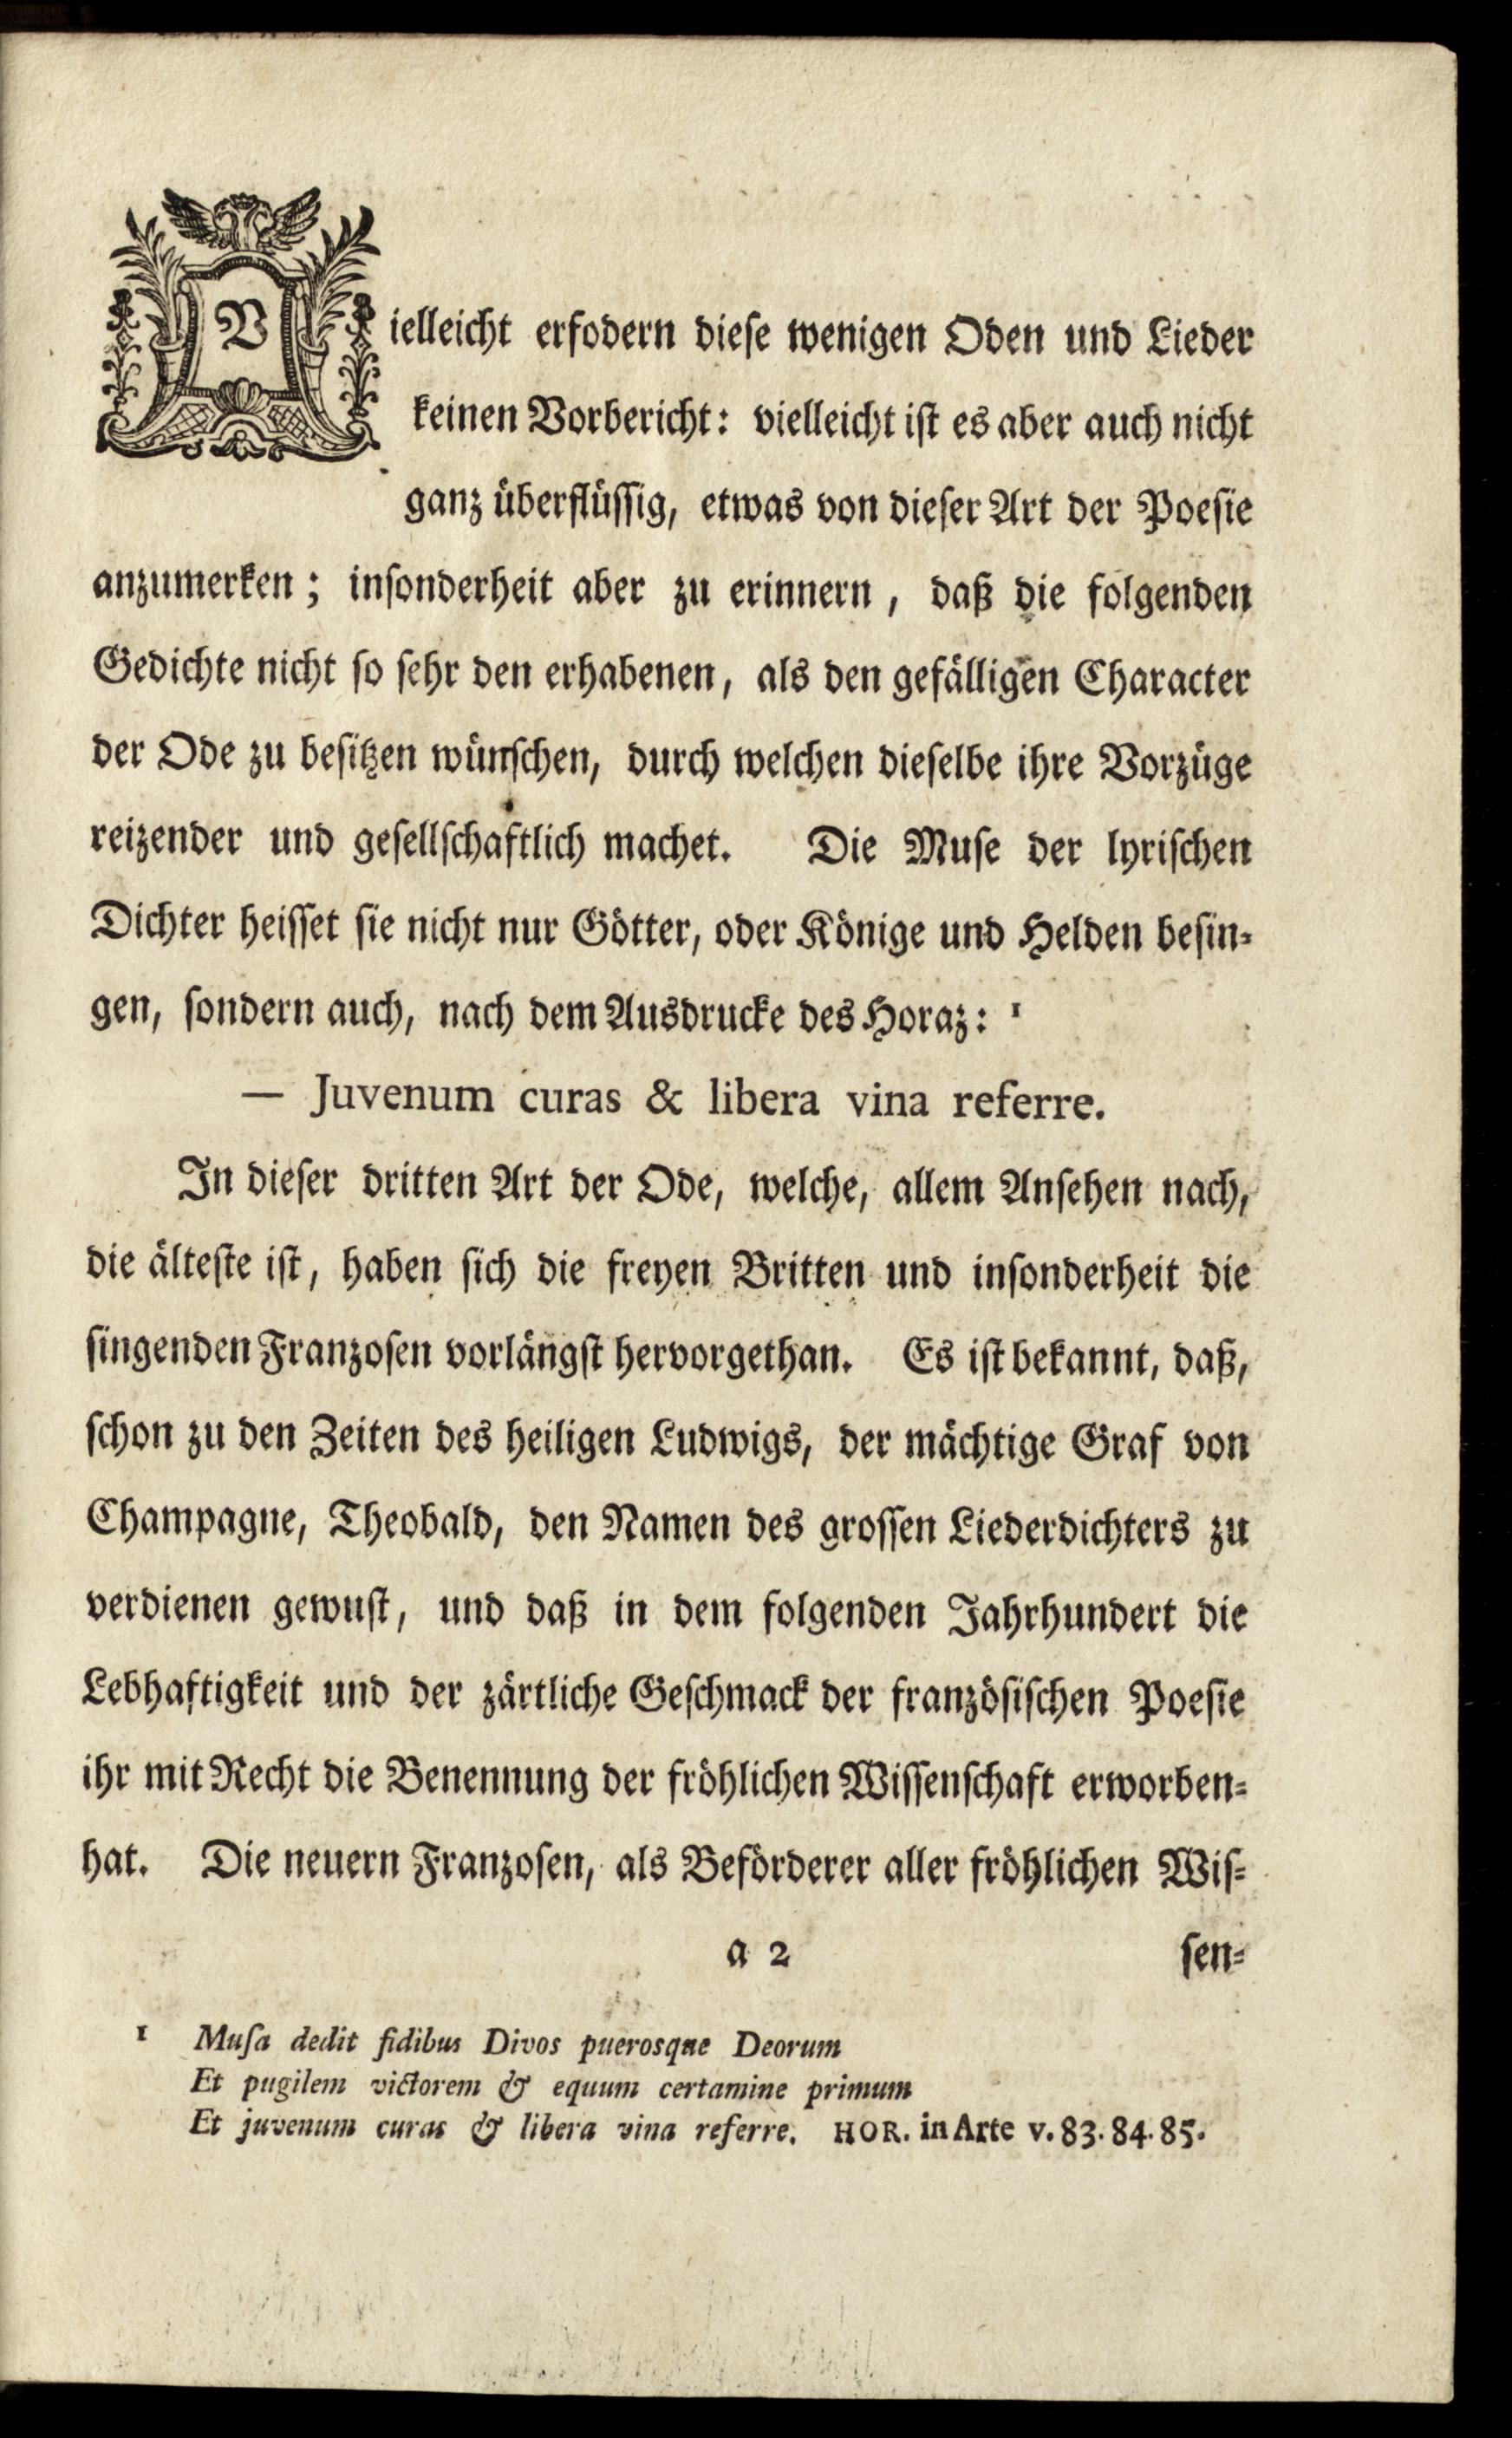 Vielleicht erfodern dieſe wenigen Oden und Lieder
keinen Vorbericht: vielleicht iſt es aber auch nicht
ganz überflüſſig, etwas von dieſer Art der Poeſie
anzumerken; inſonderheit aber zu erinnern, daß die folgenden
Gedichte nicht ſo ſehr den erhabenen, als den gefälligen Character
der Ode zu beſitzen wünſchen, durch welchen dieſelbe ihre Vorzüge
reizender und geſellſchaftlich machet. Die Muſe der lyriſchen
Dichter heiſſet ſie nicht nur Götter, oder Könige und Helden beſin⸗
gen, ſondern auch, nach dem Ausdrucke des Horaz: 1
— Juvenum curas & libera vina referre.
In dieſer dritten Art der Ode, welche, allem Anſehen nach,
die älteſte iſt, haben ſich die freyen Britten und inſonderheit die
ſingenden Franzoſen vorlängſt hervorgethan. Es iſt bekannt, daß,
ſchon zu den Zeiten des heiligen Ludwigs, der mächtige Graf von
Champagne, Theobald, den Namen des groſſen Liederdichters zu
verdienen gewuſt, und daß in dem folgenden Jahrhundert die
Lebhaftigkeit und der zärtliche Geſchmack der franzöſiſchen Poeſie
ihr mit Recht die Benennung der fröhlichen Wiſſenſchaft erworben⸗
hat. Die neuern Franzoſen, als Beförderer aller fröhlichen Wiſ⸗
a 2 ſen⸗
1 Muſa dedit fidibus Divos puerosque Deorum
Et pugilem victorem & equum certamine primum
Et juvenum curas & libera vina referre. HOR. in Arte v. 83. 84. 85.